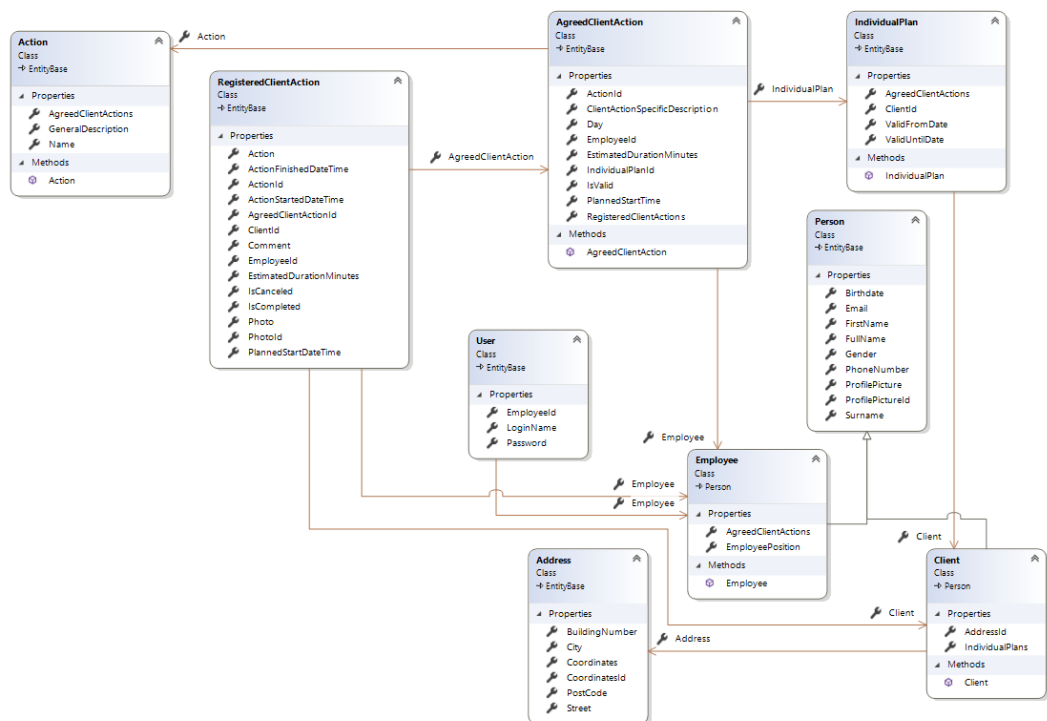 Action
Class
EntityBase
Properties
AgreedClientActions
GeneralDescription
Name
Methods
Action
Action
RegisteredClientAction
Class
EntityBase
Properties
Action
ActionFinishedDateTime
ActionId
ActionStartedDateTime
AgreedClientActionId
ClientId
Comment
EmployeeId
EstimatedDurationMinutes
IsCanceled
IsCompleted
Photo
PhotoId
PlannedStartDateTime
AgreedClientAction
AgreedClientAction
Class
EntityBase
Properties
ActionId
ClientActionSpecificDescription
Day
EmployeeId
EstimatedDurationMinutes
IndividualPlanId
IsValid
PlannedStartTime
RegisteredClientActions
Methods
AgreedClientAction
IndividualPlan
IndividualPlan
Class
EntityBase
Properties
AgreedClientActions
ClientId
ValidFromDate
ValidUntilDate
Methods
IndividualPlan
Person
Class
EntityBase
Properties
Birthdate
Email
FirstName
FullName
Gender
PhoneNumber
ProfilePicture
ProfilePictureId
Surname
User
Class
EntityBase
Properties
EmployeeId
LoginName
Password
Employee
Employee
Employee
Employee
Class
Person
Properties
AgreedClientActions
EmployeePosition
Methods
Employee
Address
Class
EntityBase
Properties
BuildingNumber
City
Coordinates
CoordinatesId
PostCode
Street
Address
Client
Client
Client
Class
Person
Properties
AddressId
IndividualPlans
Methods
Client